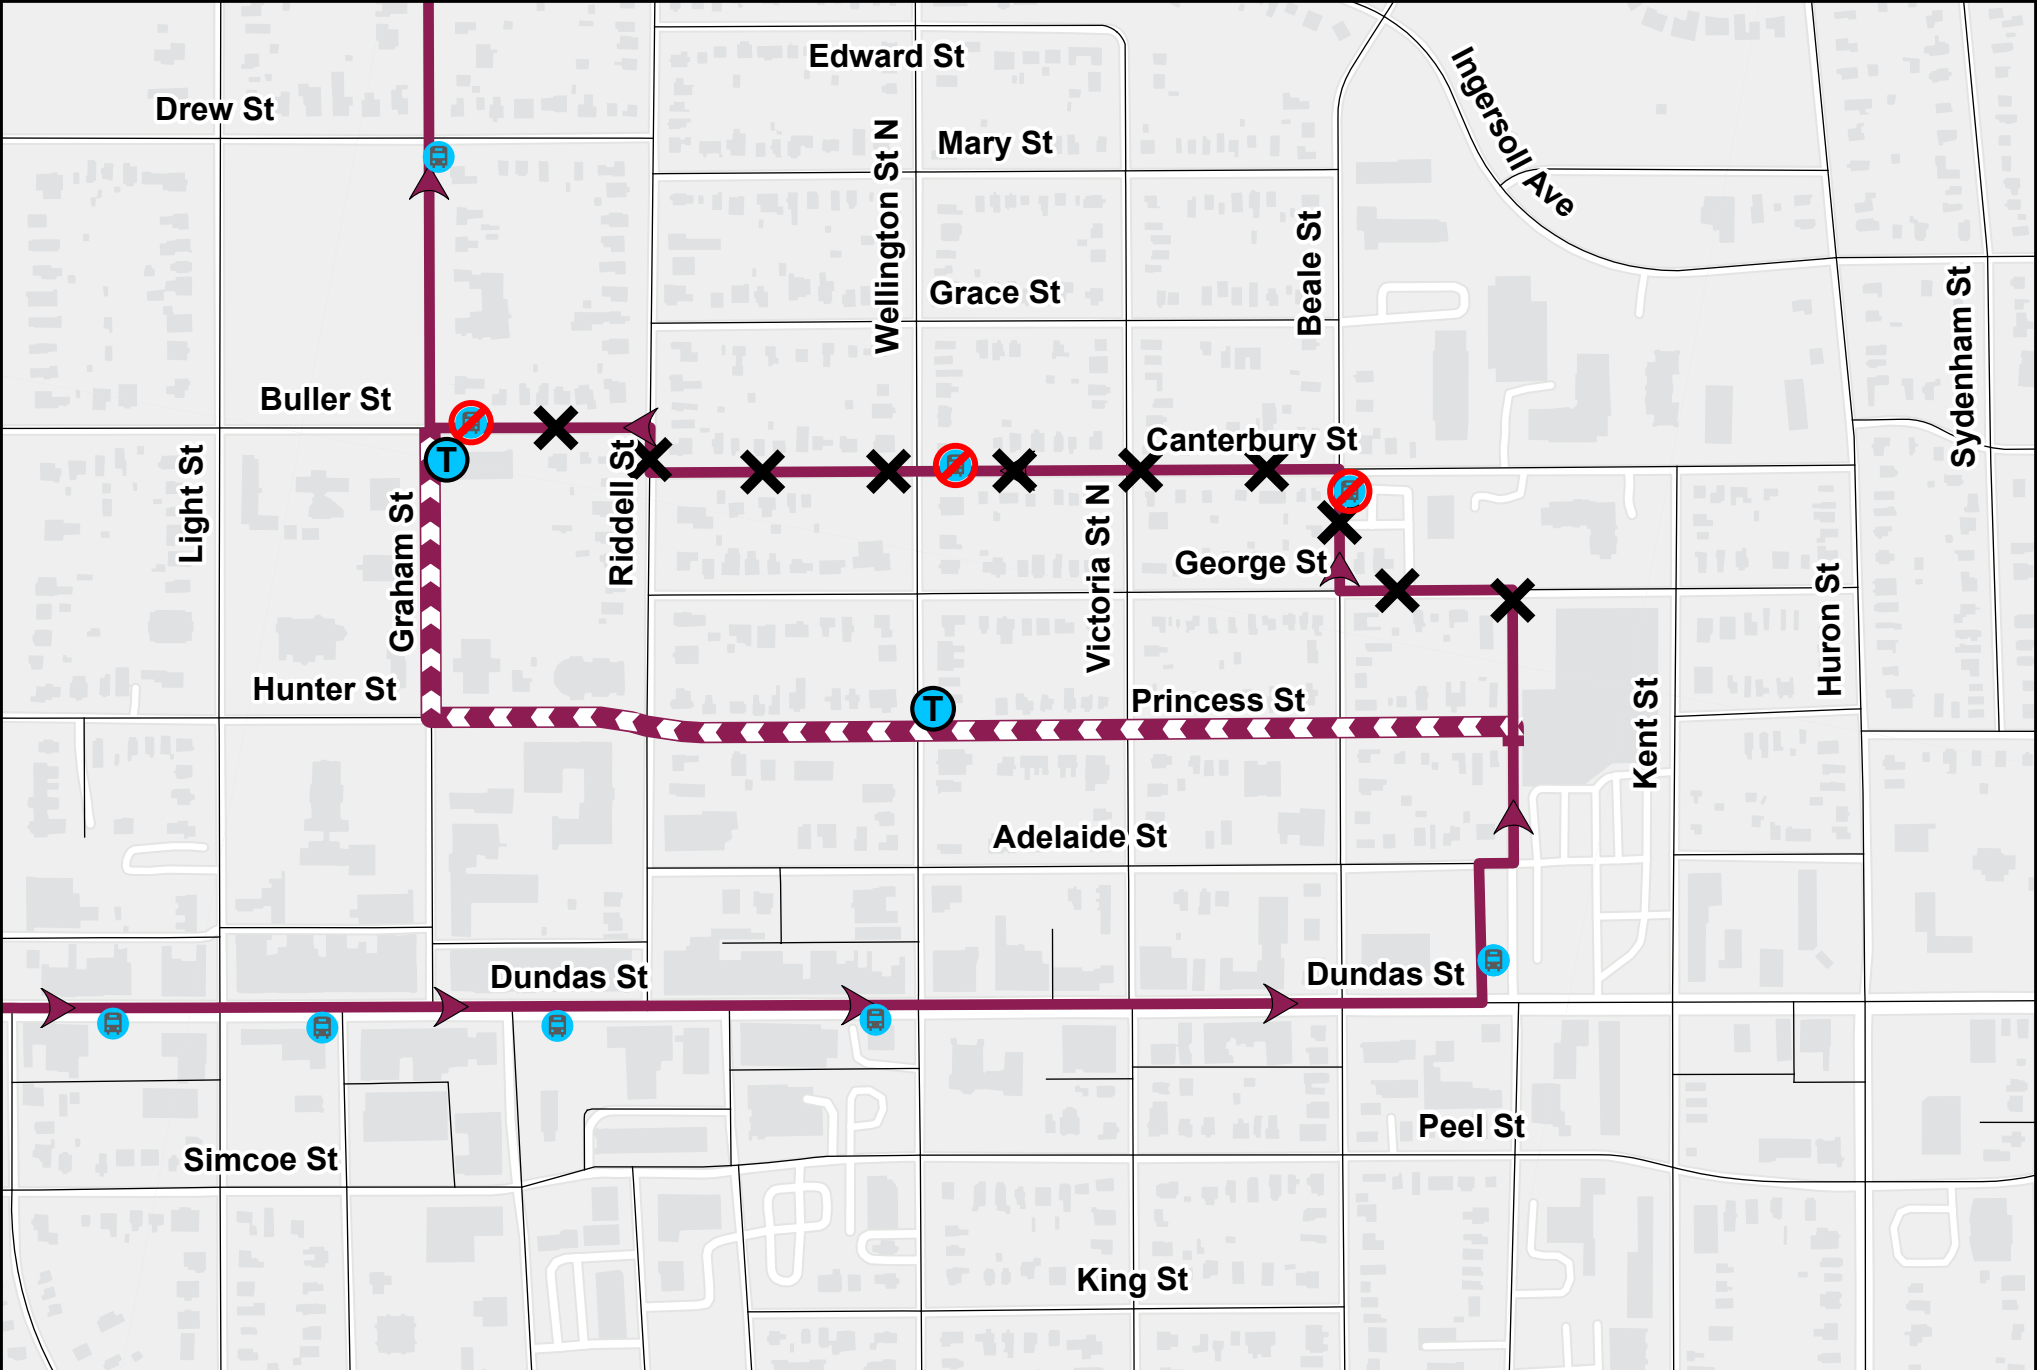 Edward St
Drew St
Ingersoll Ave
Wellington St N
Mary St
Beale St
Grace St
Sydenham St
Buller St
Canterbury St
Light St
T
Graham St
Riddell St
Victoria St N
George St
Huron St
Hunter St
T
Princess St
Kent St
Adelaide St
Dundas St
Dundas St
Peel St
Simcoe St
King St